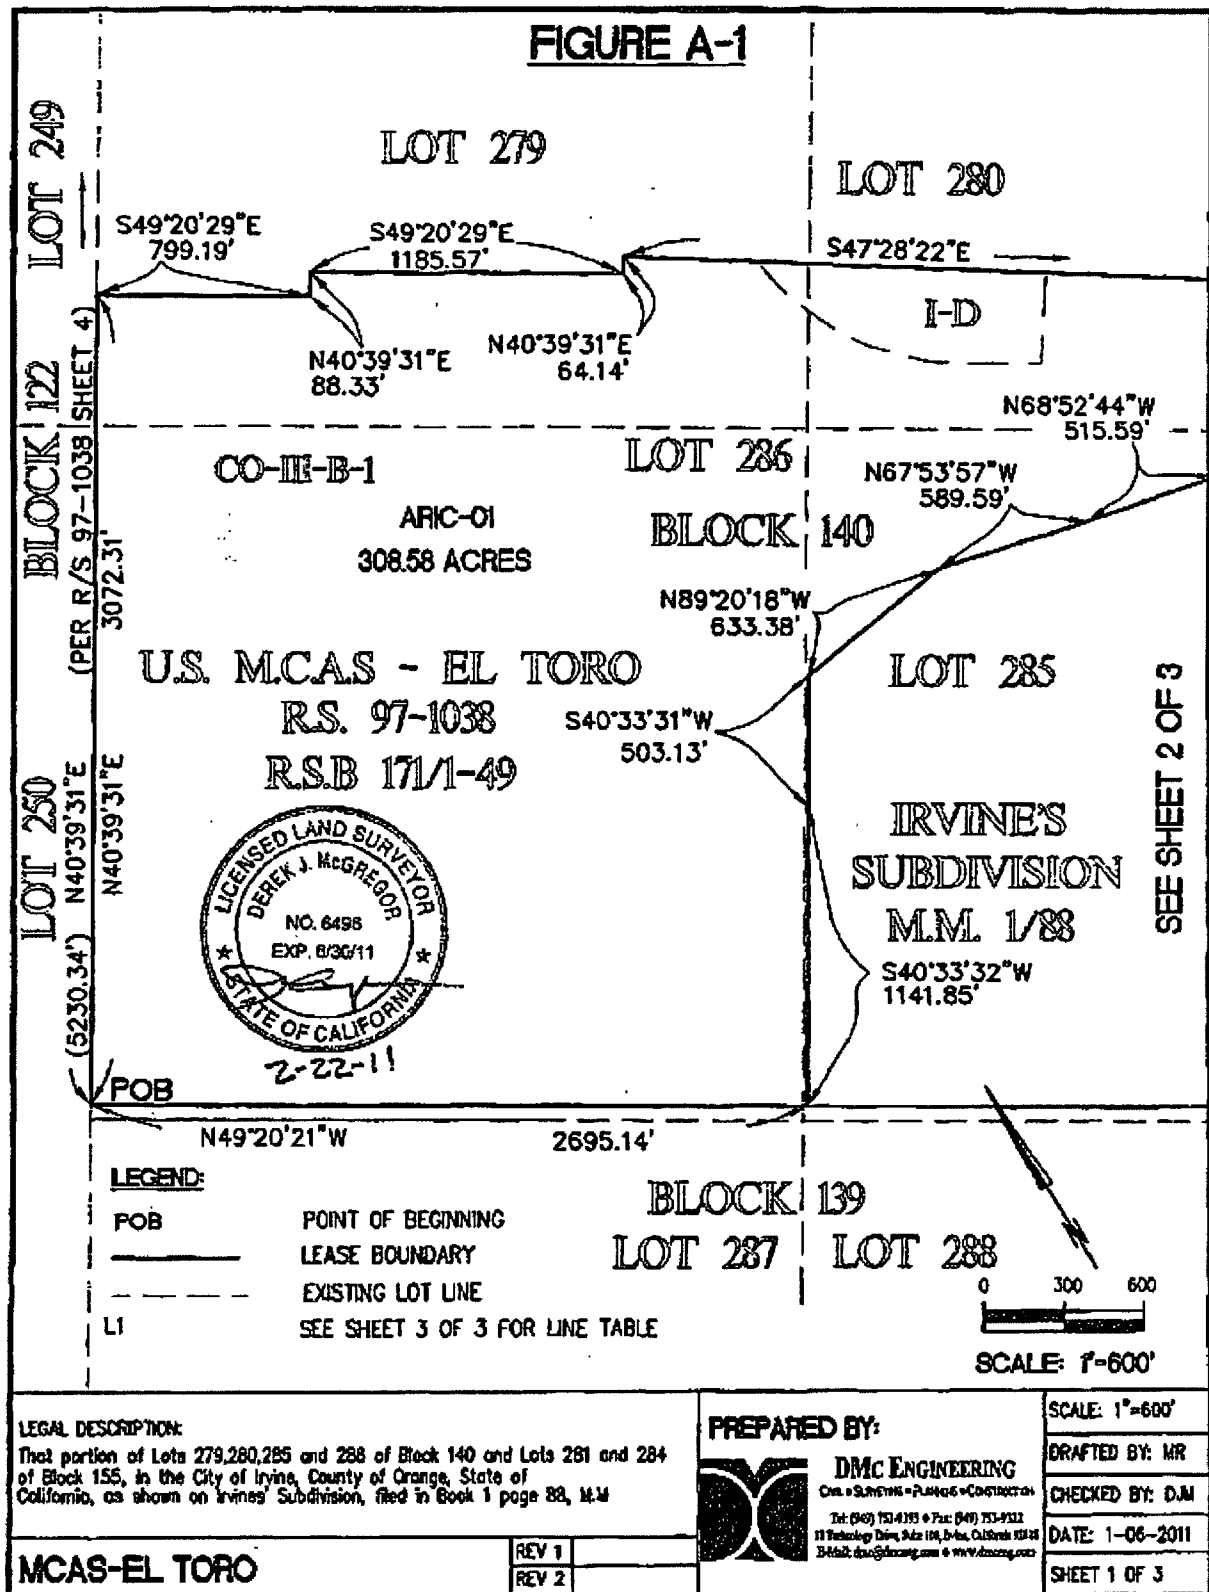 FIGURE A-1
LOT 249
LOT 279
LOT 280
S49°20'29"E
799.19'
S49°20'29"E
1185.57'
S47°28'22"E
I-D
N40°39'31"E
88.33'
N40°39'31"E
64.14'
BLOCK 122
(PER R/S 97-1038 SHEET 4)
3072.31'
N68°52'44"W
515.59'
CO-III-B-1
LOT 286
N67°53'57"W
589.59'
ARIC-01
BLOCK 140
308.58 ACRES
N89°20'18"W
633.38'
U.S. M.C.A.S - EL TORO
LOT 285
R.S. 97-1038
S40°33'31"W
503.13'
R.S.B 171/1-49
SEE SHEET 2 OF 3
LOT 250
(5230.34') N40°39'31"E
N40°39'31"E
LICENSED LAND SURVEYOR
DEREK J. McGREGOR
NO. 6496
EXP. 6/30/11
STATE OF CALIFORNIA
2-22-11
IRVINE'S
SUBDIVISION
M.M. 1/88
S40°33'32"W
1141.85'
POB
N49°20'21"W 2695.14'
LEGEND:
POB POINT OF BEGINNING
LEASE BOUNDARY
EXISTING LOT LINE
L1 SEE SHEET 3 OF 3 FOR LINE TABLE
BLOCK 139
LOT 287 LOT 288
0 300 600
SCALE: 1"=600'
LEGAL DESCRIPTION:
That portion of Lots 279,280,285 and 286 of Block 140 and Lots 281 and 284
of Block 155, in the City of Irvine, County of Orange, State of
California, as shown on Irvines' Subdivision, filed in Book 1 page 88, M.M
MCAS-EL TORO
REV 1
REV 2
PREPARED BY:
DMc ENGINEERING
CIVIL • SURVEYING • PLANNING • CONSTRUCTION
SCALE: 1"=600'
DRAFTED BY: MR
CHECKED BY: DJM
DATE: 1-06-2011
SHEET 1 OF 3